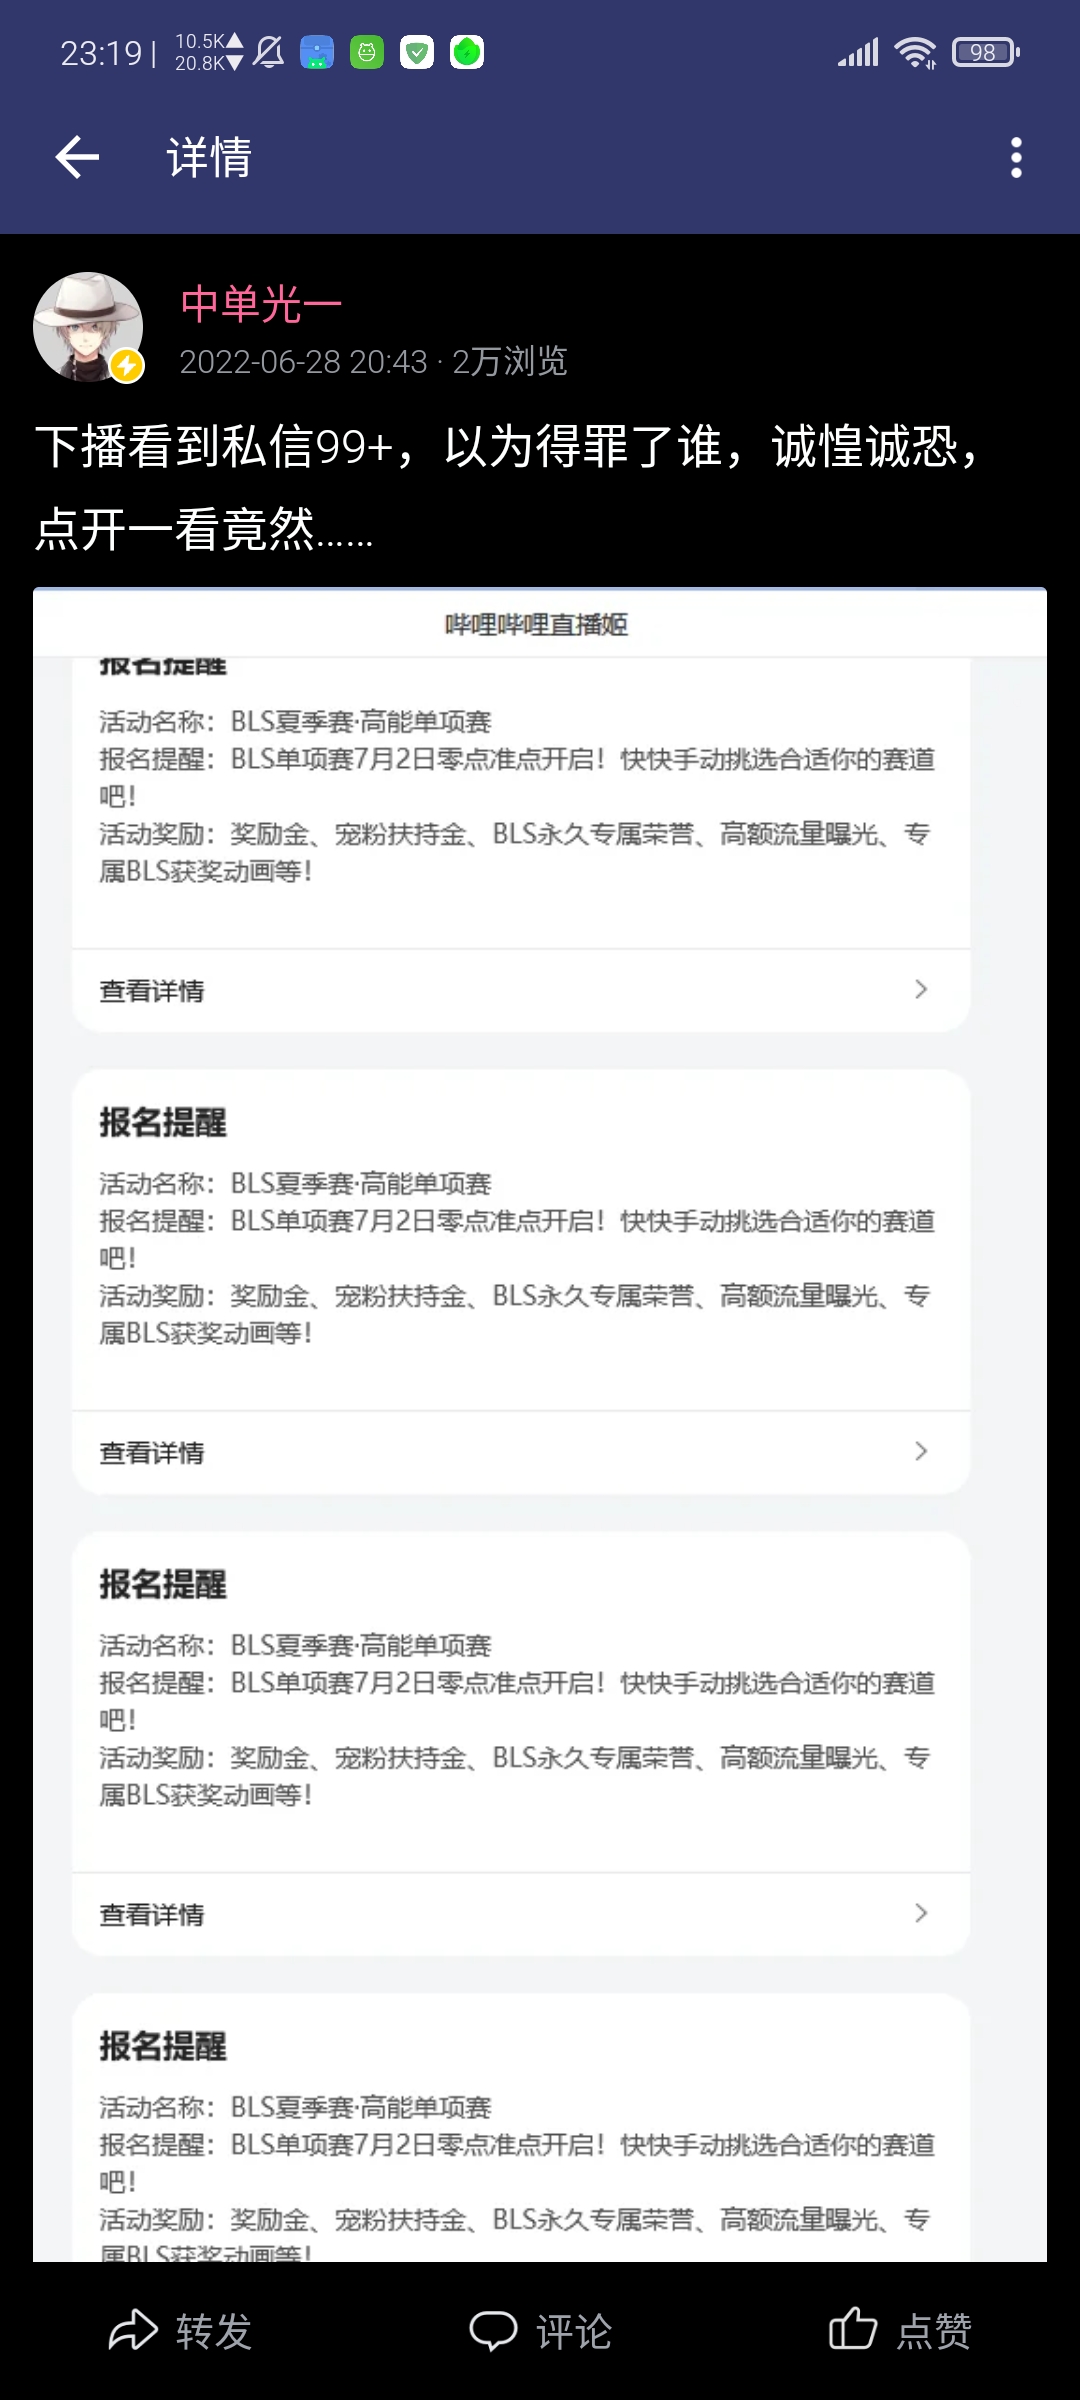 23:19 |
10.5K
20.8K
98
详情
中单光一
2022-06-28 20:43 · 2万浏览
下播看到私信99+，以为得罪了谁，诚惶诚恐，
点开一看竟然……
哔哩哔哩直播姬
报名提醒
活动名称：BLS夏季赛·高能单项赛
报名提醒：BLS单项赛7月2日零点准点开启！快快手动挑选合适你的赛道
吧！
活动奖励：奖励金、宠粉扶持金、BLS永久专属荣誉、高额流量曝光、专
属BLS获奖动画等！
查看详情
报名提醒
活动名称：BLS夏季赛·高能单项赛
报名提醒：BLS单项赛7月2日零点准点开启！快快手动挑选合适你的赛道
吧！
活动奖励：奖励金、宠粉扶持金、BLS永久专属荣誉、高额流量曝光、专
属BLS获奖动画等！
查看详情
报名提醒
活动名称：BLS夏季赛·高能单项赛
报名提醒：BLS单项赛7月2日零点准点开启！快快手动挑选合适你的赛道
吧！
活动奖励：奖励金、宠粉扶持金、BLS永久专属荣誉、高额流量曝光、专
属BLS获奖动画等！
查看详情
报名提醒
活动名称：BLS夏季赛·高能单项赛
报名提醒：BLS单项赛7月2日零点准点开启！快快手动挑选合适你的赛道
吧！
活动奖励：奖励金、宠粉扶持金、BLS永久专属荣誉、高额流量曝光、专
属BLS获奖动画等！
转发
评论
点赞